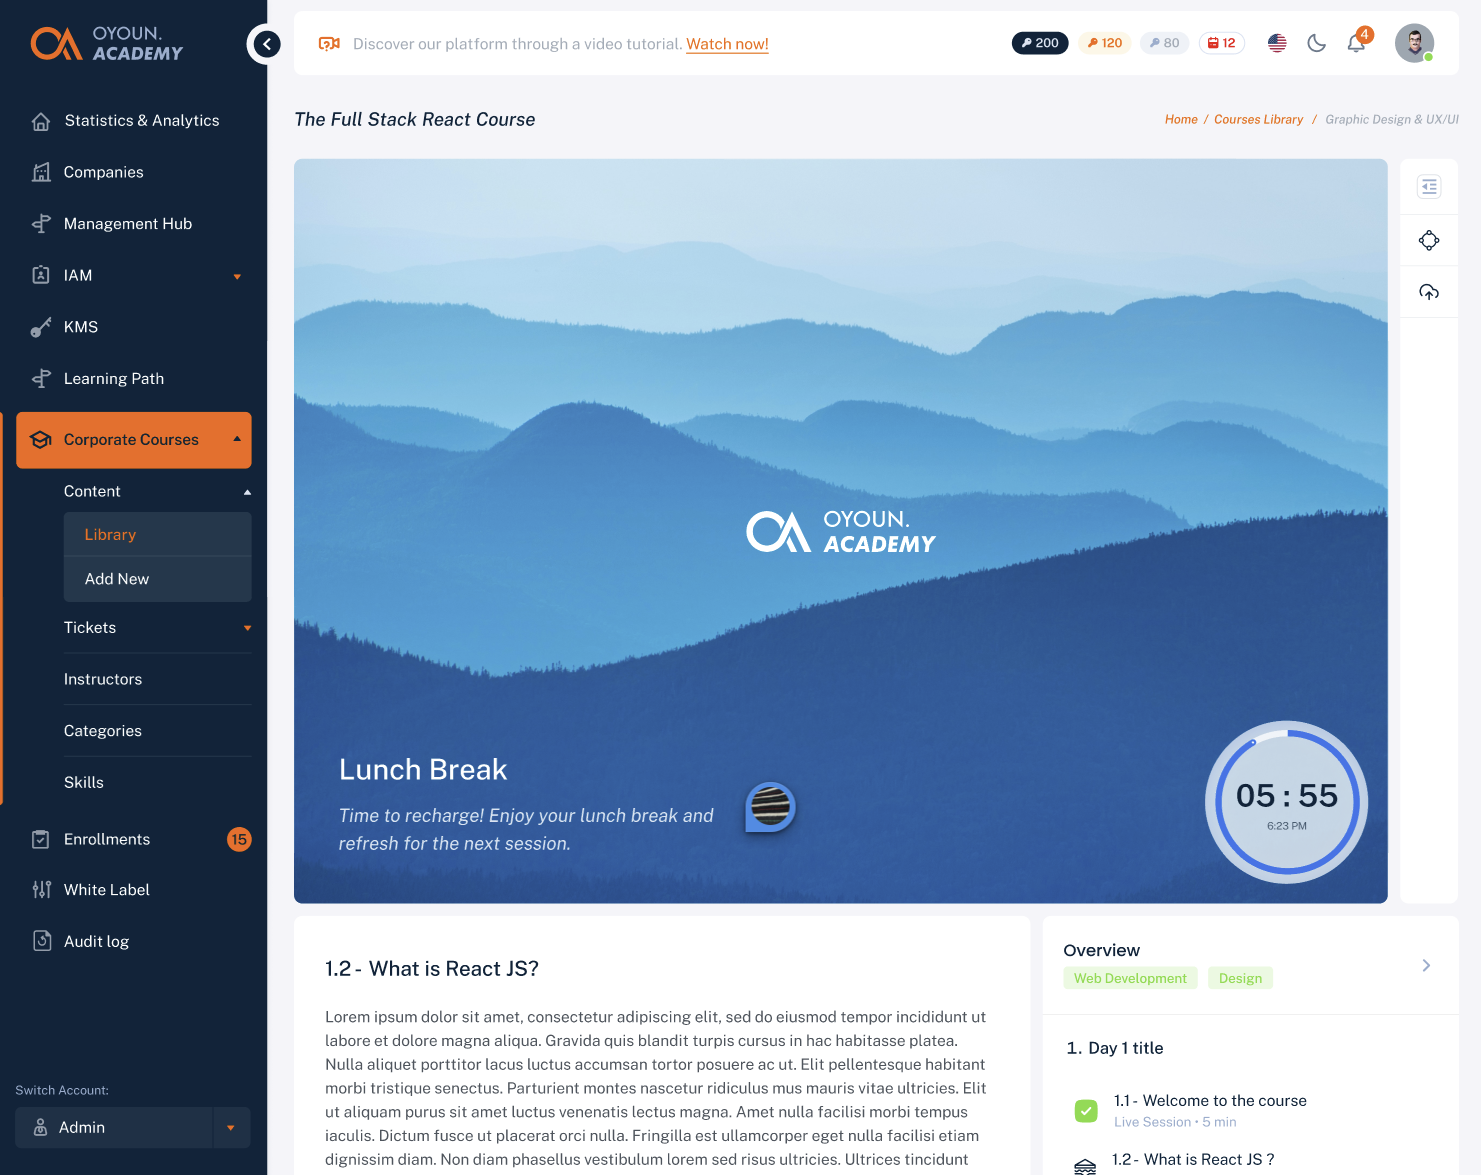 OYOUN.
ACADEMY
Discover our platform through a video tutorial. Watch now!
200
120
80
12
4
Statistics & Analytics
Companies
Management Hub
IAM
KMS
Learning Path
Corporate Courses
Content
Library
Add New
Tickets
Instructors
Categories
Skills
Enrollments
15
White Label
Audit log
Switch Account:
Admin
The Full Stack React Course
Home / Courses Library / Graphic Design & UX/UI
OYOUN.
ACADEMY
Lunch Break
Time to recharge! Enjoy your lunch break and
refresh for the next session.
05 : 55
6:23 PM
1.2 - What is React JS?
Lorem ipsum dolor sit amet, consectetur adipiscing elit, sed do eiusmod tempor incididunt ut
labore et dolore magna aliqua. Gravida quis blandit turpis cursus in hac habitasse platea.
Nulla aliquet porttitor lacus luctus accumsan tortor posuere ac ut. Elit pellentesque habitant
morbi tristique senectus. Parturient montes nascetur ridiculus mus mauris vitae ultricies. Elit
ut aliquam purus sit amet luctus venenatis lectus magna. Amet nulla facilisi morbi tempus
iaculis. Dictum fusce ut placerat orci nulla. Fringilla est ullamcorper eget nulla facilisi etiam
dignissim diam. Non diam phasellus vestibulum lorem sed risus ultricies. Ultrices tincidunt
Overview
Web Development
Design
1. Day 1 title
1.1 - Welcome to the course
Live Session • 5 min
1.2 - What is React JS ?